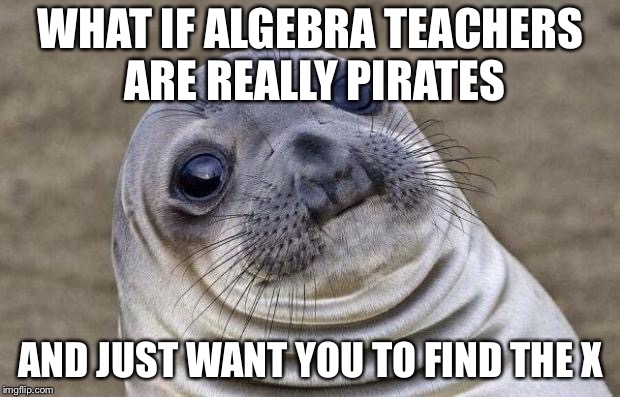 WHAT IF ALGEBRA TEACHERS
ARE REALLY PIRATES
AND JUST WANT YOU TO FIND THE X
imgflip.com